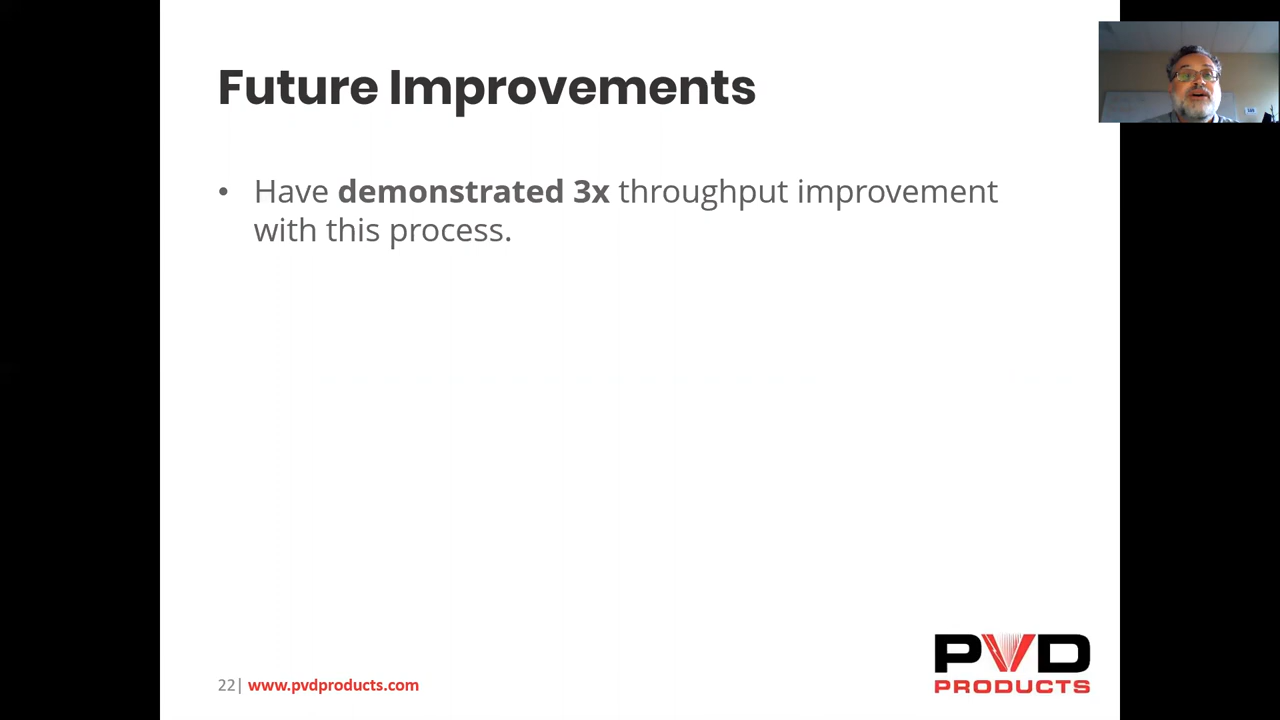 Future Improvements
• Have demonstrated 3x throughput improvement
with this process.
22| www.pvdproducts.com
PVD
PRODUCTS